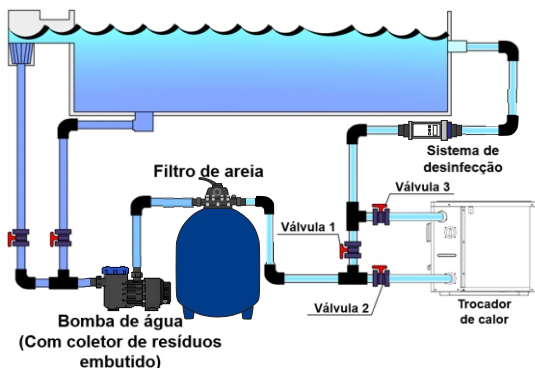 Sistema de
desinfecção
Filtro de areia
Válvula 3
Válvula 1
Válvula 2
Trocador
de calor
Bomba de água
(Com coletor de resíduos
embutido)